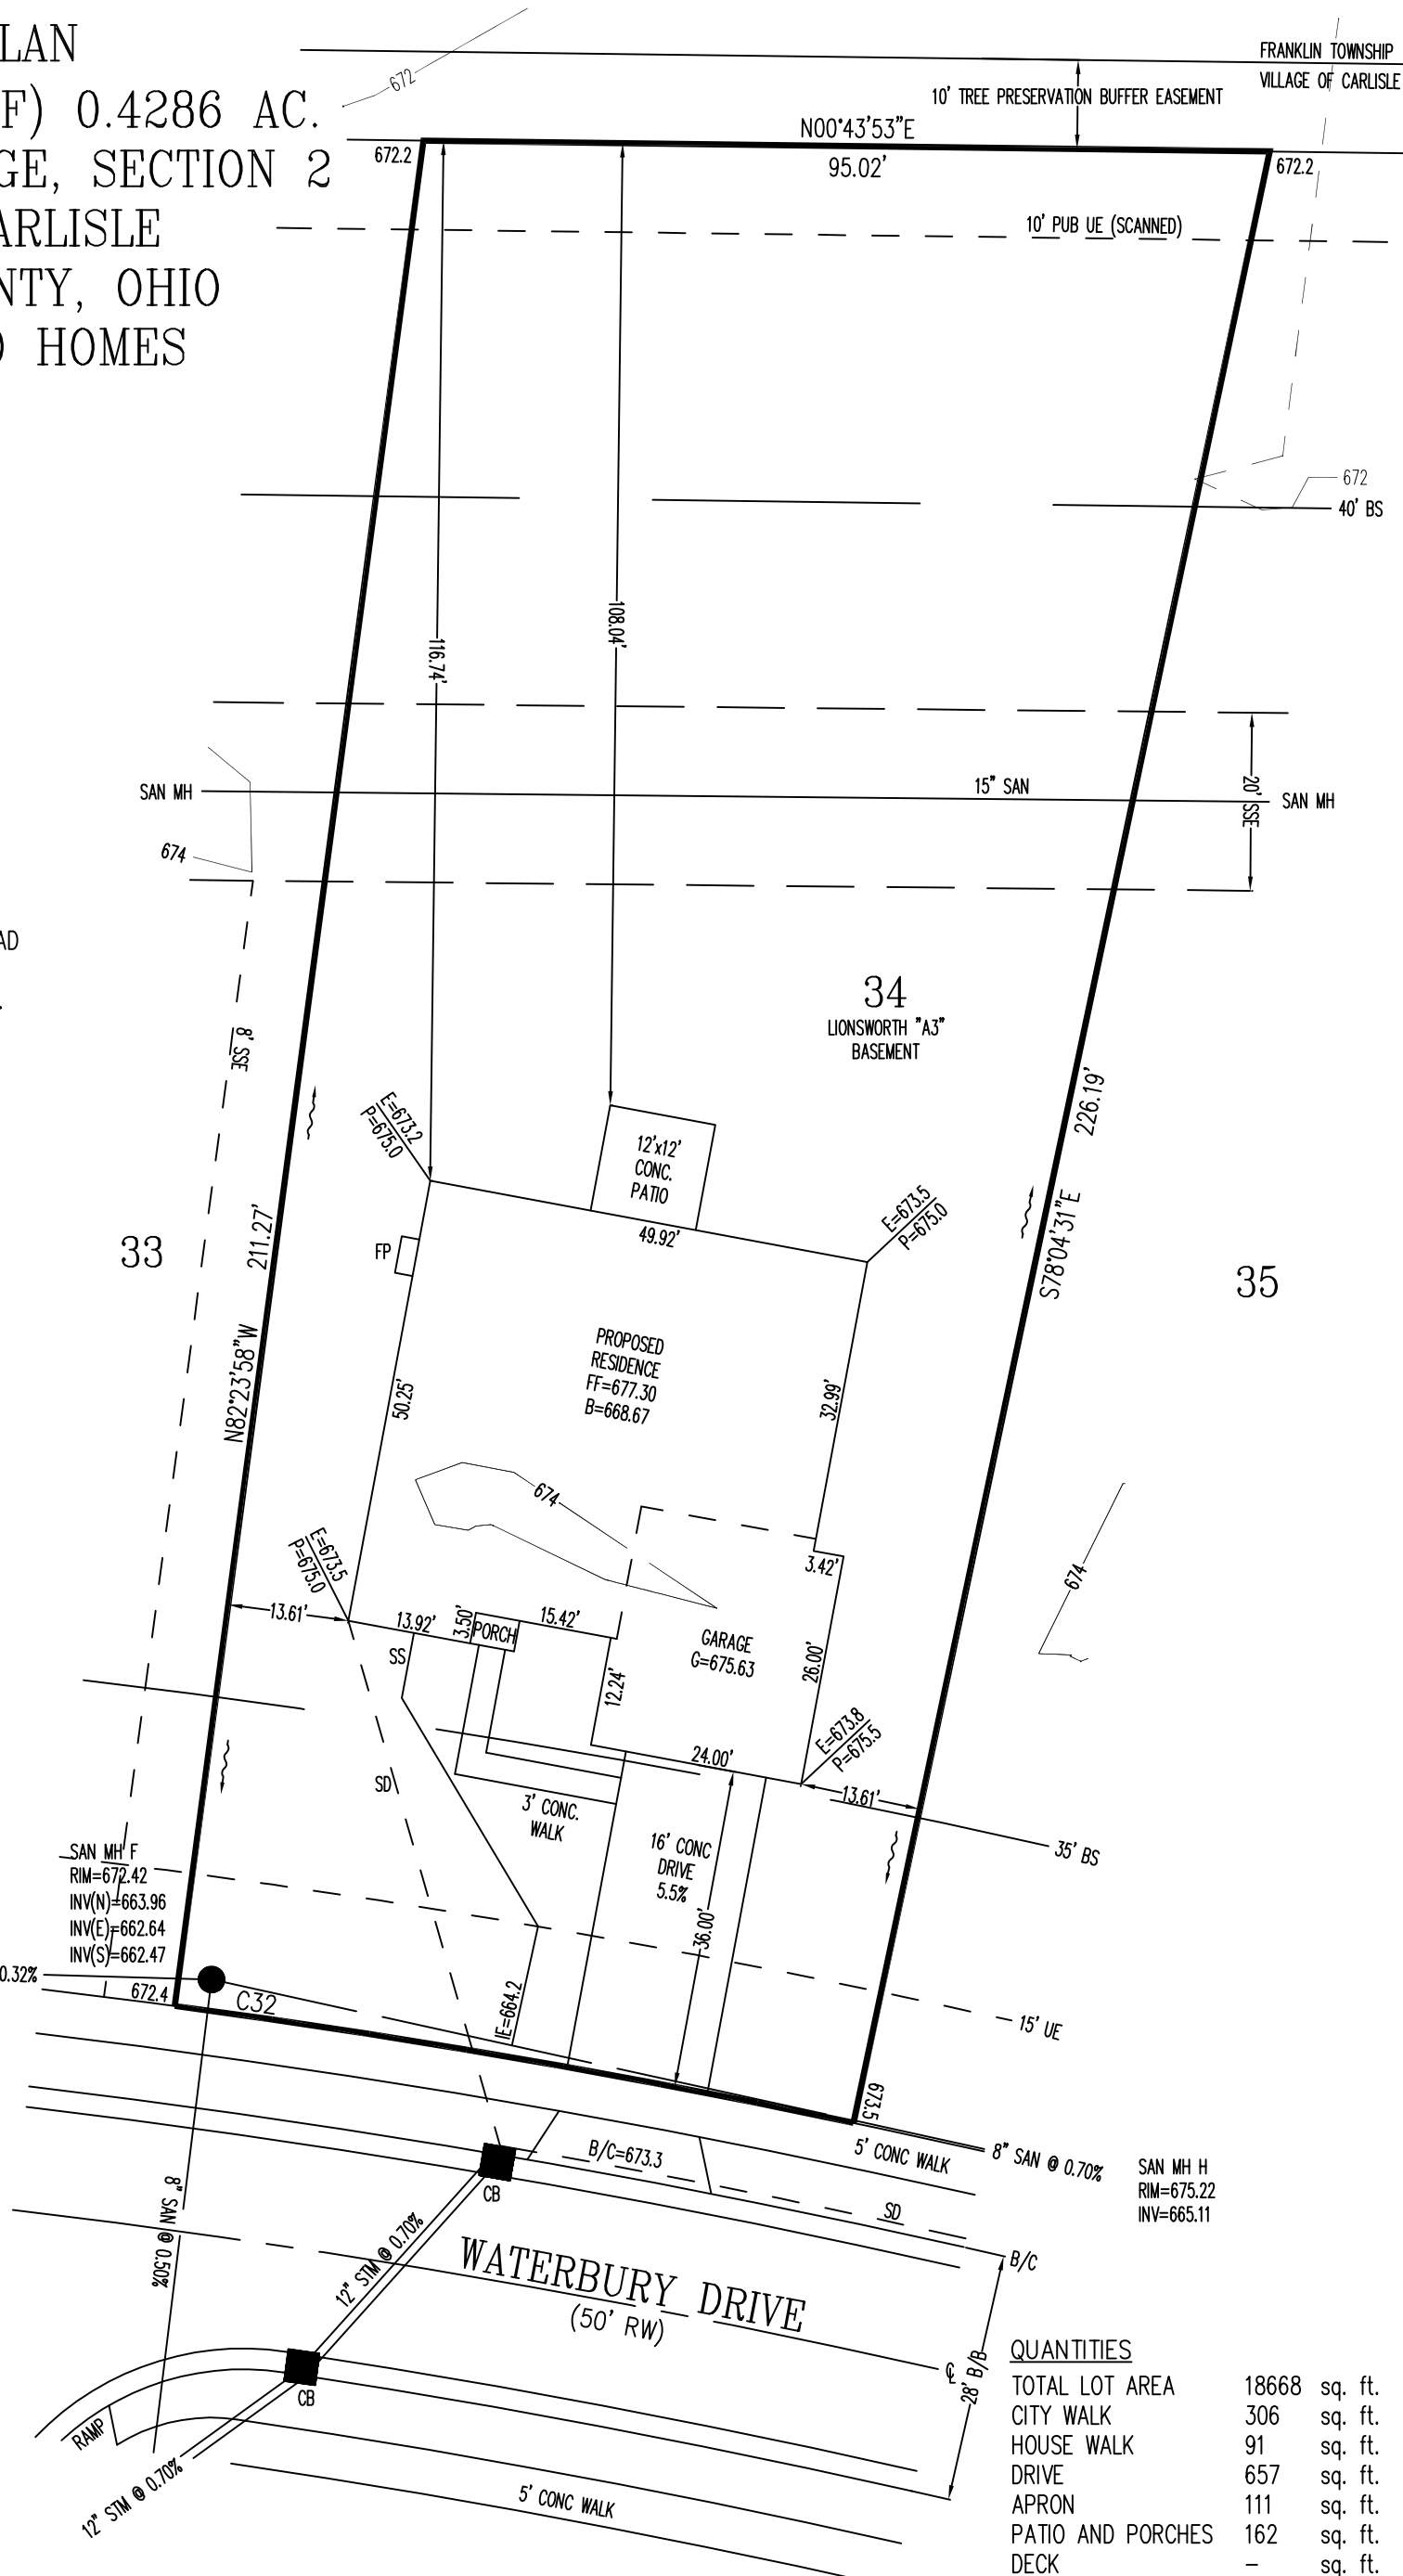 LAN
F) 0.4286 AC.
GE, SECTION 2
ARLISLE
NTY, OHIO
HOMES
672
FRANKLIN TOWNSHIP
VILLAGE OF CARLISLE
10' TREE PRESERVATION BUFFER EASEMENT
N00°43'53"E
95.02'
672.2
672.2
10' PUB UE (SCANNED)
672
40' BS
116.74'
108.04'
SAN MH
15" SAN
20' SSE
SAN MH
674
AD
8' SSE
34
LIONSWORTH "A3"
BASEMENT
E=673.2
P=675.0
12'x12'
CONC.
PATIO
49.92'
E=673.5
P=675.0
226.19'
S78°04'31"E
33
211.27'
N82°23'58"W
FP
35
PROPOSED
RESIDENCE
FF=677.30
B=668.67
50.25'
32.99'
674
E=673.5
P=675.0
3.42'
674
13.61'
13.92'
3.50'
PORCH
15.42'
SS
GARAGE
G=675.63
26.00'
12.24'
24.00'
E=673.8
P=675.5
SD
13.61'
3' CONC.
WALK
16' CONC
DRIVE
5.5%
36.00'
35' BS
SAN MH F
RIM=672.42
INV(N)=663.96
INV(E)=662.64
INV(S)=662.47
0.32%
672.4
C32
IE=664.2
15' UE
673.5
5' CONC WALK
8" SAN @ 0.70%
SAN MH H
RIM=675.22
INV=665.11
B/C=673.3
CB
SD
8" SAN @ 0.50%
12" STM @ 0.70%
B/C
WATERBURY DRIVE
(50' RW)
28' B/B
CB
RAMP
12" STM @ 0.70%
5' CONC WALK
QUANTITIES
TOTAL LOT AREA 18668 sq. ft.
CITY WALK 306 sq. ft.
HOUSE WALK 91 sq. ft.
DRIVE 657 sq. ft.
APRON 111 sq. ft.
PATIO AND PORCHES 162 sq. ft.
DECK – sq. ft.